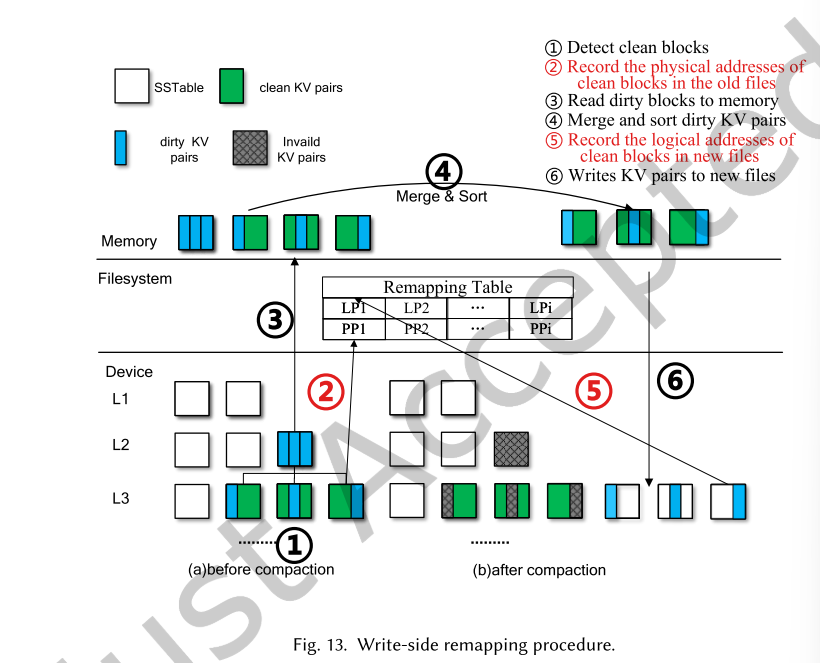 ① Detect clean blocks
② Record the physical addresses of
clean blocks in the old files
③ Read dirty blocks to memory
④ Merge and sort dirty KV pairs
⑤ Record the logical addresses of
clean blocks in new files
⑥ Writes KV pairs to new files
SSTable
clean KV pairs
dirty KV
pairs
Invaild
KV pairs
④
Merge & Sort
Memory
Filesystem
Remapping Table
LP1 LP2 ... LPi
PP1 PP2 ... PPi
③
Device
②
⑤
⑥
L1
L2
L3
①
(a)before compaction
(b)after compaction
Fig. 13. Write-side remapping procedure.
Just Accepted